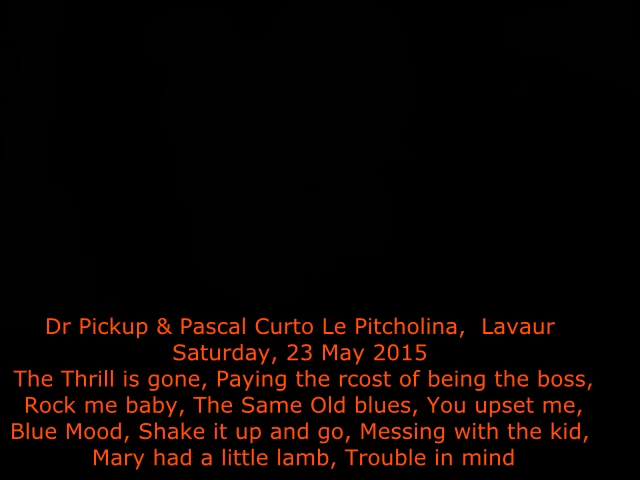 Dr Pickup & Pascal Curto Le Pitcholina, Lavaur
Saturday, 23 May 2015
The Thrill is gone, Paying the rcost of being the boss,
Rock me baby, The Same Old blues, You upset me,
Blue Mood, Shake it up and go, Messing with the kid,
Mary had a little lamb, Trouble in mind